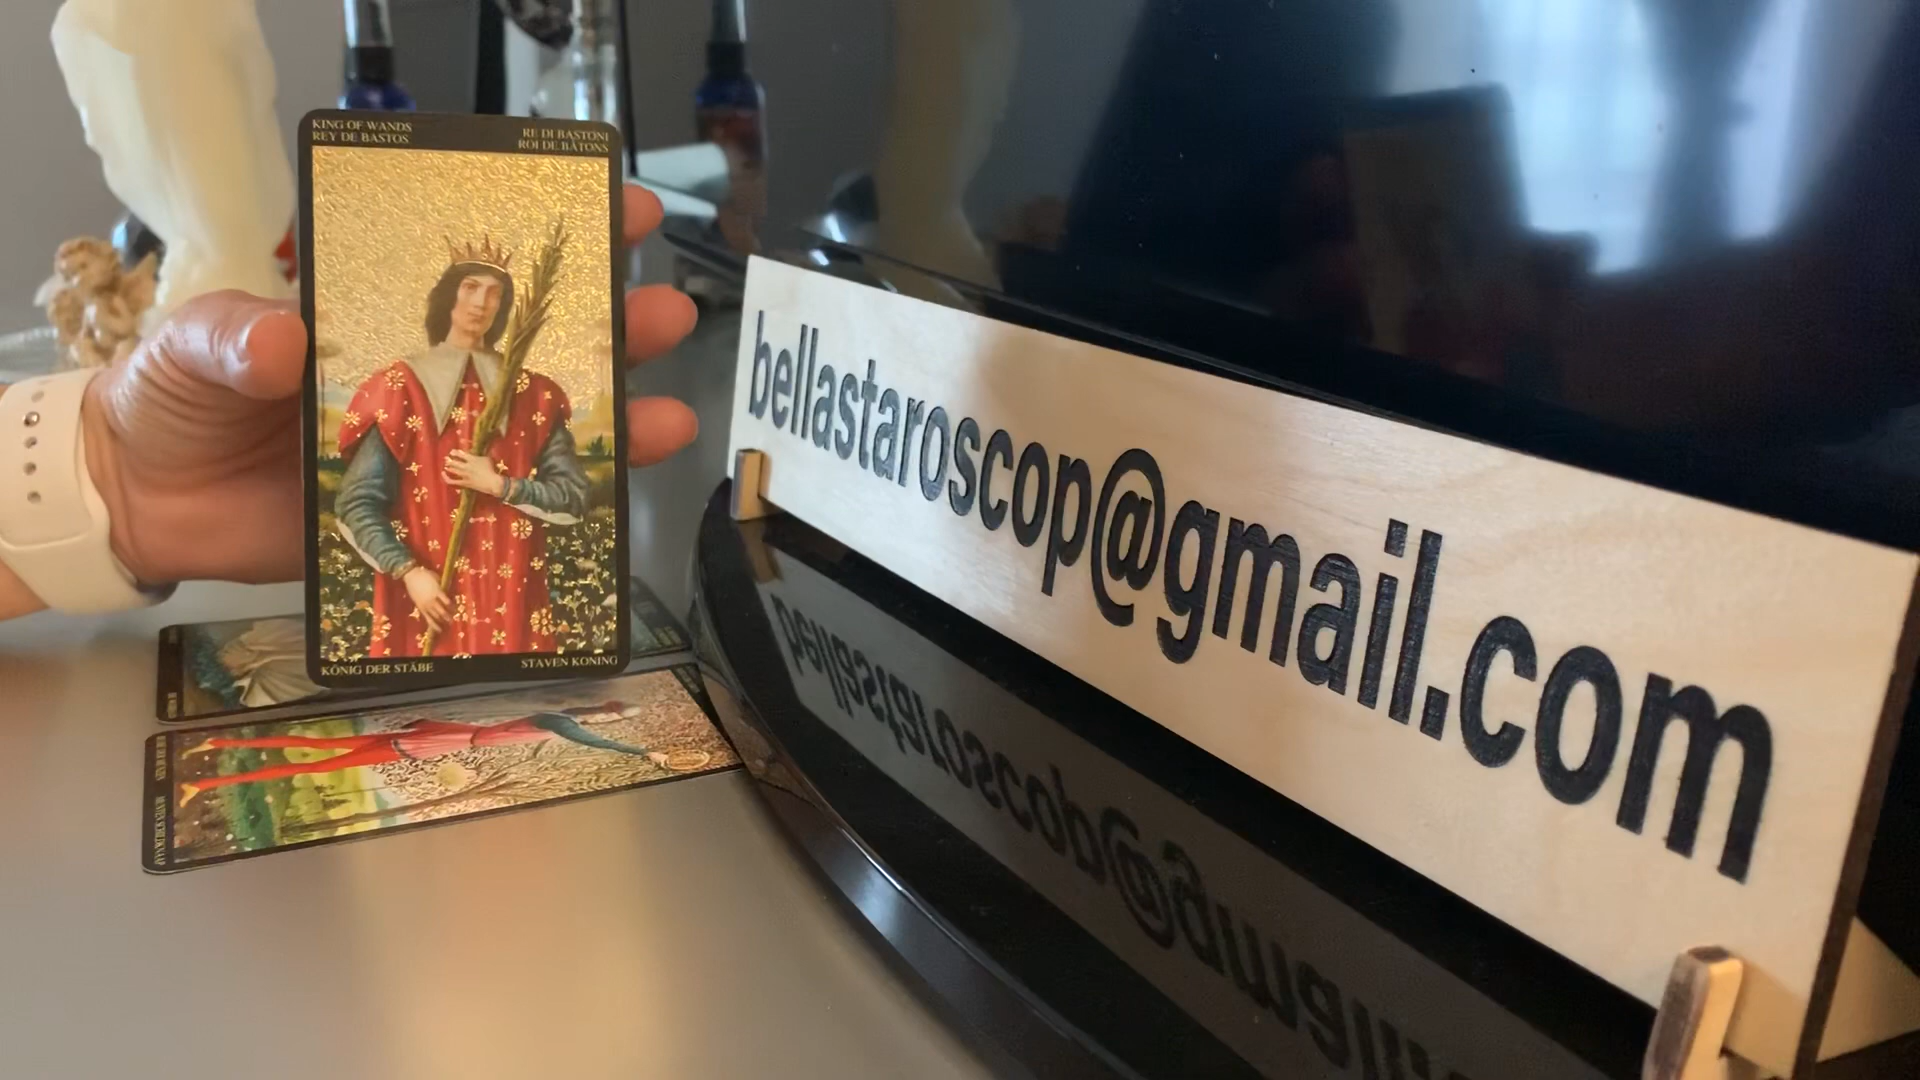 KING OF WANDS
REY DE BASTOS
RE DI BASTONI
ROI DE BÂTONS
KÖNIG DER STÄBE
STAVEN KONING
bellastaroscop@gmail.com